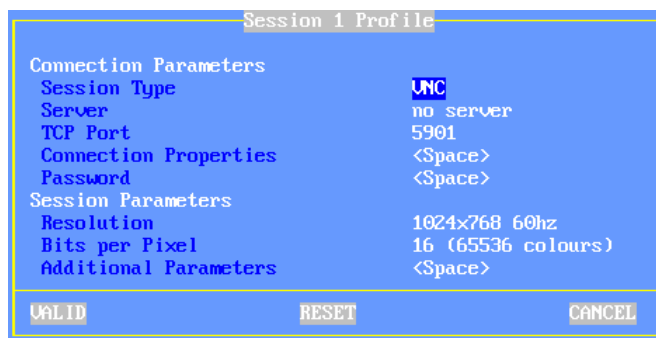 Session 1 Profile
Connection Parameters
Session Type VNC
Server no server
TCP Port 5901
Connection Properties <Space>
Password <Space>
Session Parameters
Resolution 1024x768 60hz
Bits per Pixel 16 (65536 colours)
Additional Parameters <Space>
VALID RESET CANCEL